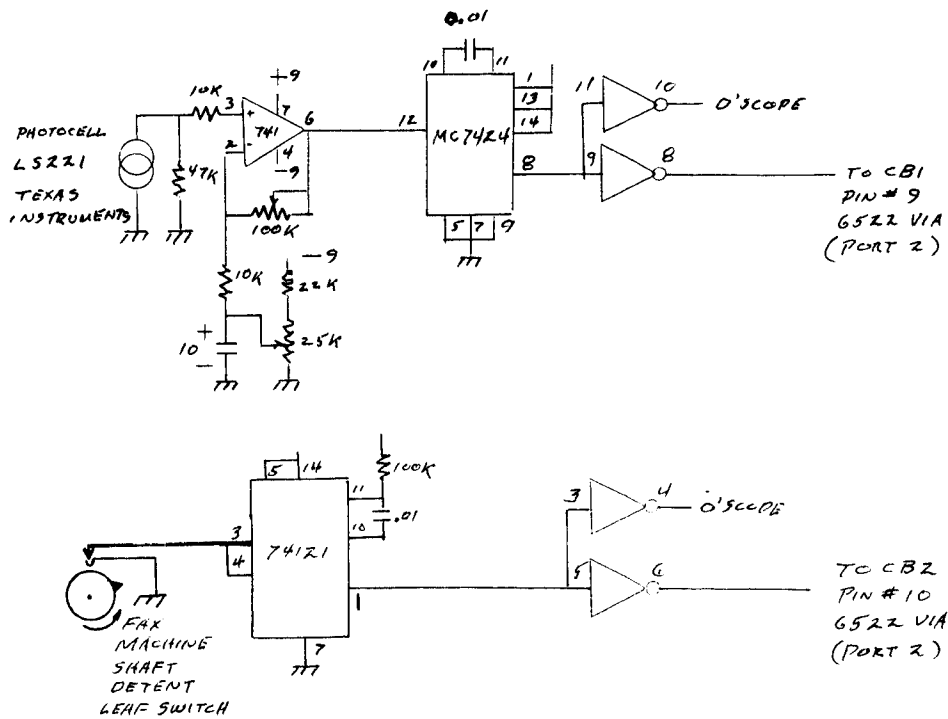 0.01
10
11
+9
10K
3
+
7
6
12
1
13
14
11
10
O'SCOPE
PHOTOCELL
LS221
TEXAS
INSTRUMENTS
741
2
-
4
-9
MC7424
8
9
8
TO CB1
PIN # 9
6522 VIA
(PORT 2)
47K
100K
5
7
9
10K
-9
22K
+
10
-
25K
5
14
100K
11
.01
10
3
4
O'SCOPE
3
4
74121
5
6
TO CB2
PIN # 10
6522 VIA
(PORT 2)
1
7
FAX
MACHINE
SHAFT
DETENT
LEAF SWITCH